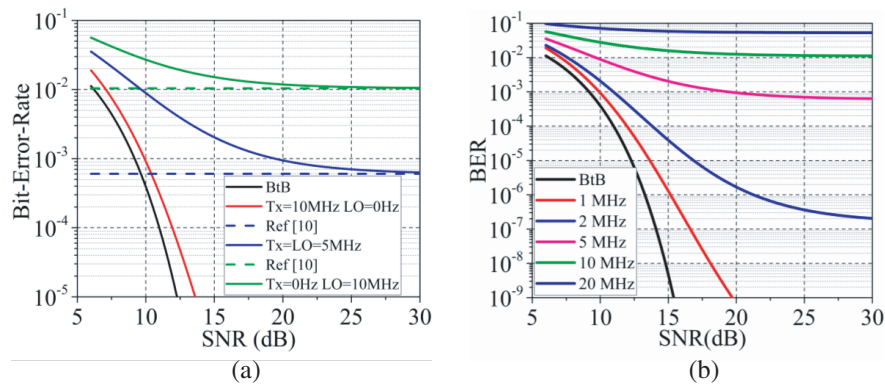 Bit-Error-Rate
10^-1
10^-2
10^-3
10^-4
10^-5
BtB
Tx=10MHz LO=0Hz
Ref [10]
Tx=LO=5MHz
Ref [10]
Tx=0Hz LO=10MHz
5 10 15 20 25 30
SNR (dB)
(a)
BER
10^-1
10^-2
10^-3
10^-4
10^-5
10^-6
10^-7
10^-8
10^-9
BtB
1 MHz
2 MHz
5 MHz
10 MHz
20 MHz
5 10 15 20 25 30
SNR(dB)
(b)